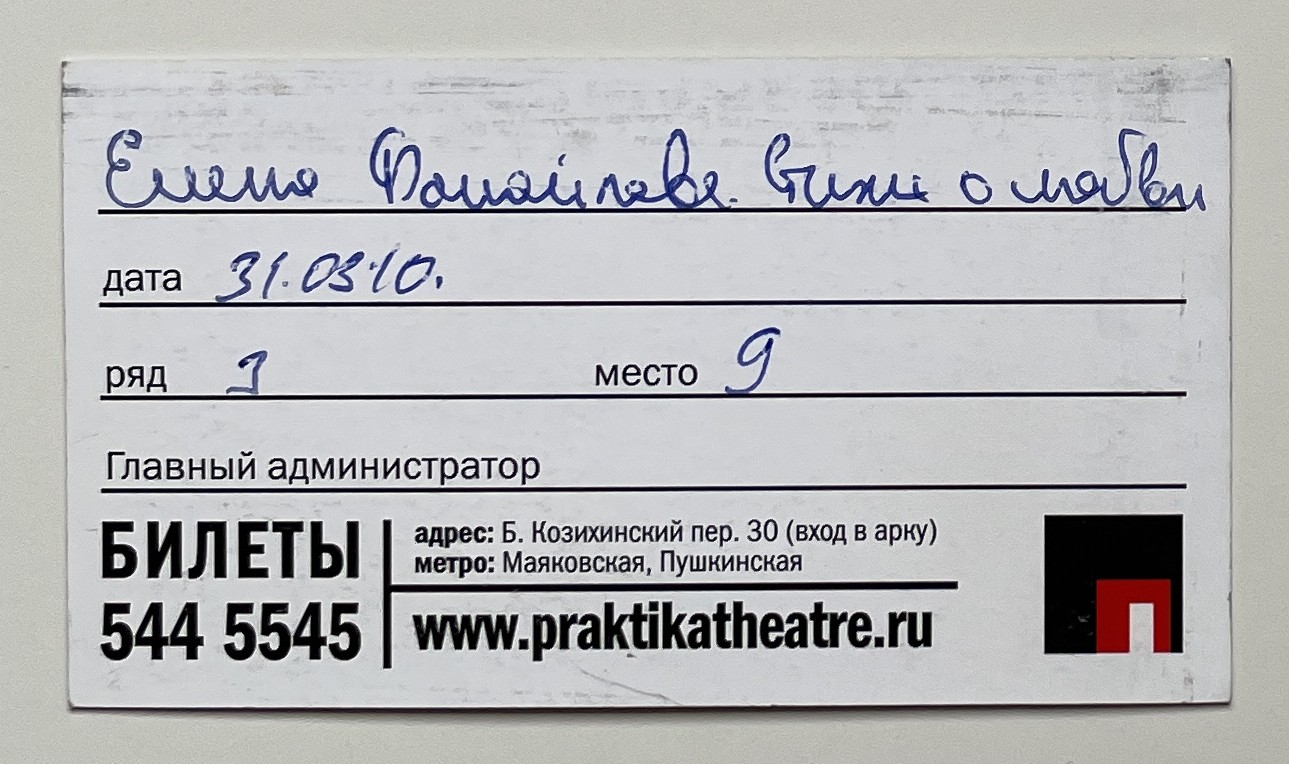 Елена Фанайлова. Стихи о любви
дата 31.03.10.
ряд 1 место 9
Главный администратор
БИЛЕТЫ
544 5545
адрес: Б. Козихинский пер. 30 (вход в арку)
метро: Маяковская, Пушкинская
www.praktikatheatre.ru